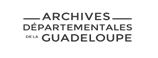 ARCHIVES
DÉPARTEMENTALES
DE LA GUADELOUPE